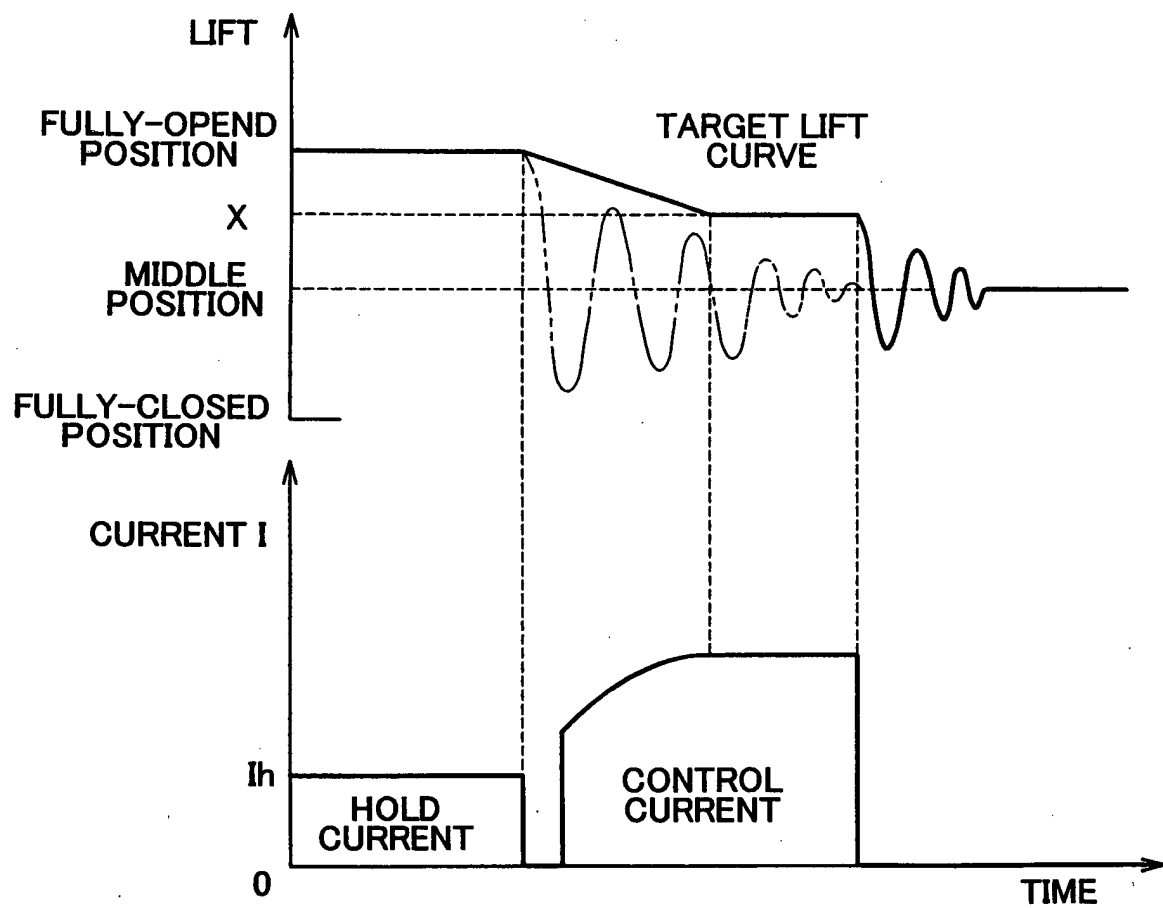 LIFT
FULLY-OPEND
POSITION
TARGET LIFT
CURVE
X
MIDDLE
POSITION
FULLY-CLOSED
POSITION
CURRENT I
Ih
HOLD
CURRENT
CONTROL
CURRENT
0
TIME